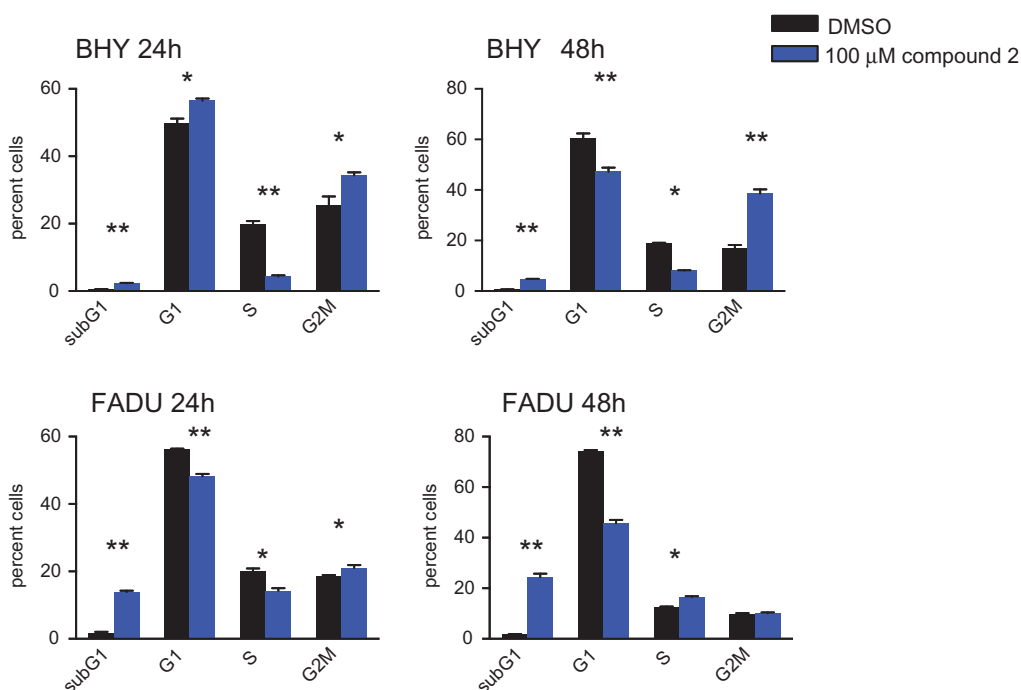 DMSO
100 μM compound 2
BHY 24h
*
**
*
**
60
40
20
0
percent cells
subG1
G1
S
G2M
BHY 48h
**
**
*
**
80
60
40
20
0
percent cells
subG1
G1
S
G2M
FADU 24h
**
**
*
*
60
40
20
0
percent cells
subG1
G1
S
G2M
FADU 48h
**
**
*
80
60
40
20
0
percent cells
subG1
G1
S
G2M